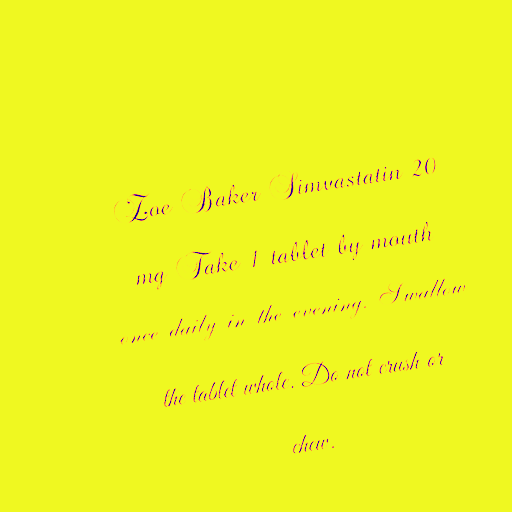 Zoe Baker Simvastatin 20
mg Take 1 tablet by mouth
once daily in the evening. Swallow
the tablet whole. Do not crush or
chew.